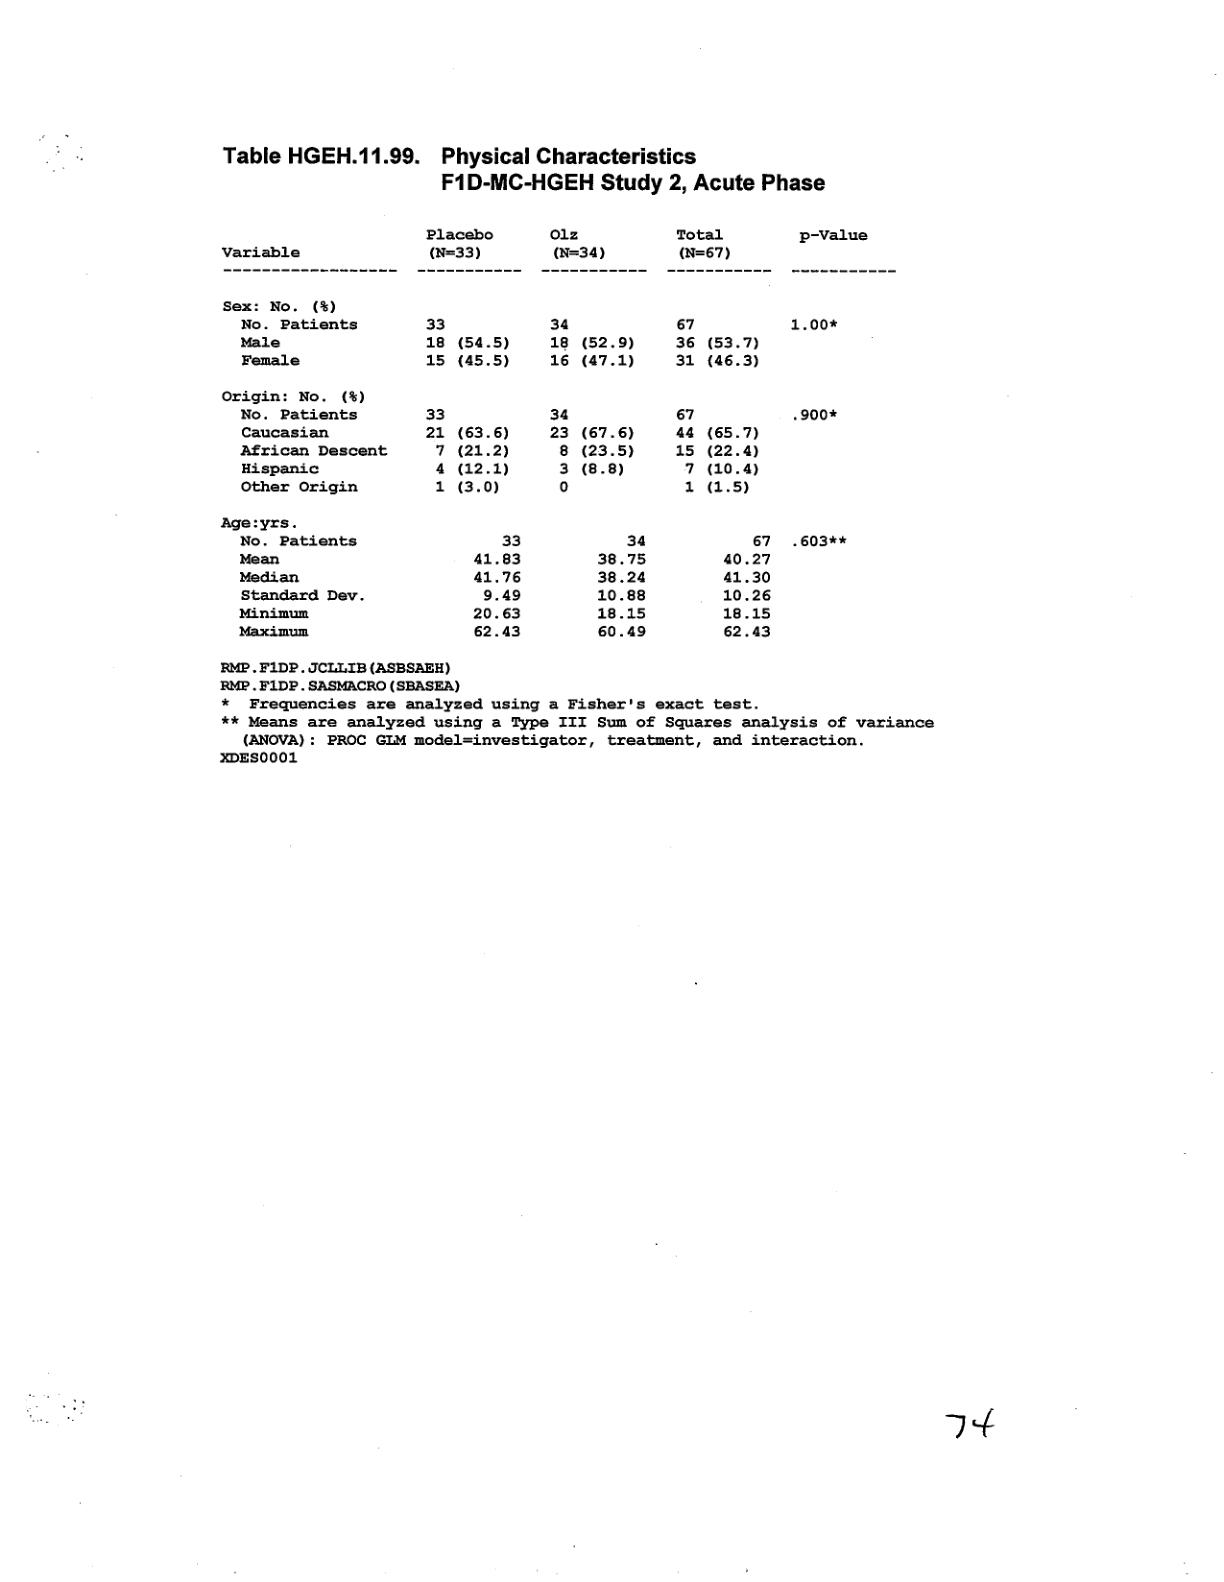 Table HGEH.11.99. Physical Characteristics
F1D-MC-HGEH Study 2, Acute Phase
Placebo Olz Total p-Value
Variable (N=33) (N=34) (N=67)
------------------ ----------- ----------- ----------- -----------
Sex: No. (%)
No. Patients 33 34 67 1.00*
Male 18 (54.5) 18 (52.9) 36 (53.7)
Female 15 (45.5) 16 (47.1) 31 (46.3)
Origin: No. (%)
No. Patients 33 34 67 .900*
Caucasian 21 (63.6) 23 (67.6) 44 (65.7)
African Descent 7 (21.2) 8 (23.5) 15 (22.4)
Hispanic 4 (12.1) 3 (8.8) 7 (10.4)
Other Origin 1 (3.0) 0 1 (1.5)
Age:yrs.
No. Patients 33 34 67 .603**
Mean 41.83 38.75 40.27
Median 41.76 38.24 41.30
Standard Dev. 9.49 10.88 10.26
Minimum 20.63 18.15 18.15
Maximum 62.43 60.49 62.43
RMP.F1DP.JCLLIB(ASBSAEH)
RMP.F1DP.SASMACRO(SBASEA)
* Frequencies are analyzed using a Fisher's exact test.
** Means are analyzed using a Type III Sum of Squares analysis of variance
(ANOVA): PROC GLM model=investigator, treatment, and interaction.
XDES0001
74